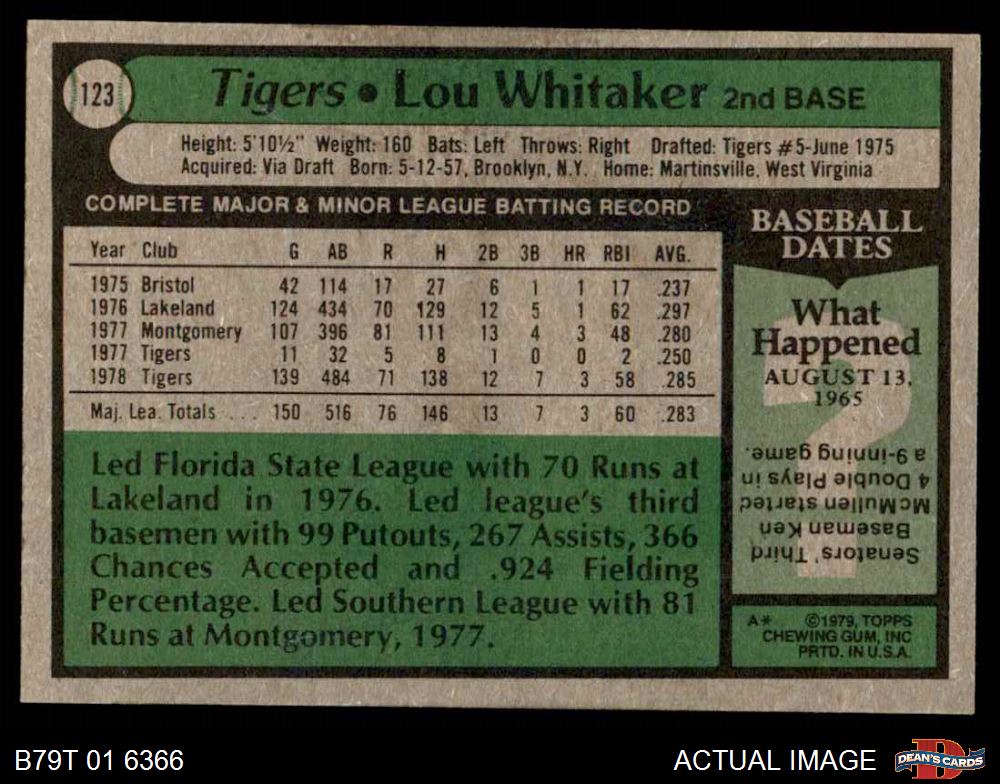 123
Tigers • Lou Whitaker 2nd BASE
Height: 5'10½" Weight: 160 Bats: Left Throws: Right Drafted: Tigers #5-June 1975
Acquired: Via Draft Born: 5-12-57, Brooklyn, N.Y. Home: Martinsville, West Virginia
COMPLETE MAJOR & MINOR LEAGUE BATTING RECORD
Year Club G AB R H 2B 3B HR RBI AVG.
1975 Bristol 42 114 17 27 6 1 1 17 .237
1976 Lakeland 124 434 70 129 12 5 1 62 .297
1977 Montgomery 107 396 81 111 13 4 3 48 .280
1977 Tigers 11 32 5 8 1 0 0 2 .250
1978 Tigers 139 484 71 138 12 7 3 58 .285
Maj. Lea. Totals ... 150 516 76 146 13 7 3 60 .283
Led Florida State League with 70 Runs at
Lakeland in 1976. Led league's third
basemen with 99 Putouts, 267 Assists, 366
Chances Accepted and .924 Fielding
Percentage. Led Southern League with 81
Runs at Montgomery, 1977.
BASEBALL
DATES
What
Happened
AUGUST 13,
1965
?
Senators' Third
Baseman Ken
McMullen started
4 Double Plays in
a 9-inning game.
A* ©1979, TOPPS
CHEWING GUM, INC
PRTD. IN U.S.A.
B79T 01 6366
ACTUAL IMAGE
DEAN'S CARDS